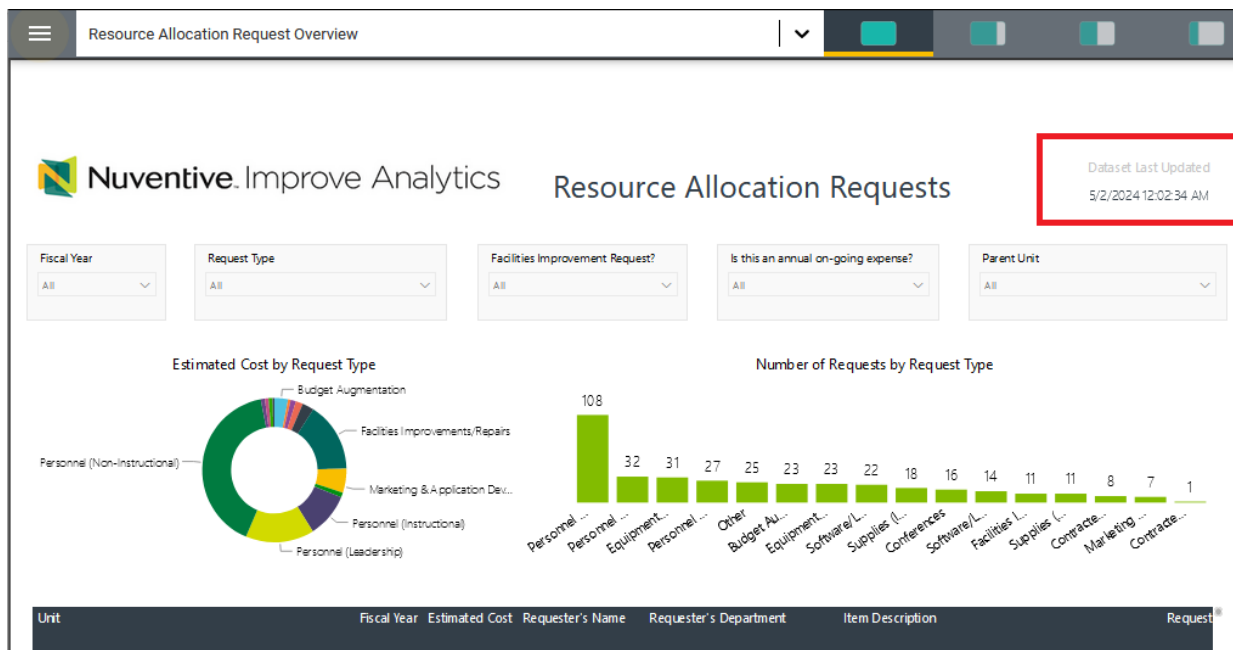 Resource Allocation Request Overview
Nuventive. Improve Analytics
Resource Allocation Requests
Dataset Last Updated
5/2/2024 12:02:34 AM
Fiscal Year
All
Request Type
All
Facilities Improvement Request?
All
Is this an annual on-going expense?
All
Parent Unit
All
Estimated Cost by Request Type
Budget Augmentation
Facilities Improvements/Repairs
Personnel (Non-Instructional)
Marketing & Application Dev...
Personnel (Instructional)
Personnel (Leadership)
Number of Requests by Request Type
108 32 31 27 25 23 23 22 18 16 14 11 11 8 7 1
Personnel ...
Personnel ...
Equipment...
Personnel ...
Other
Budget Au...
Equipment...
Software/L...
Supplies (I...
Conferences
Software/L...
Facilities I...
Supplies (...
Contracte...
Marketing ...
Contracte...
Unit Fiscal Year Estimated Cost Requester's Name Requester's Department Item Description Request